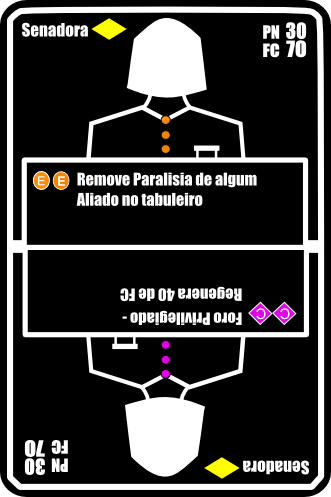 Senadora
PN 30
FC 70
E E Remove Paralisia de algum
Aliado no tabuleiro
C C Foro Privilegiado -
Regenera 40 de FC
Senadora
PN 30
FC 70